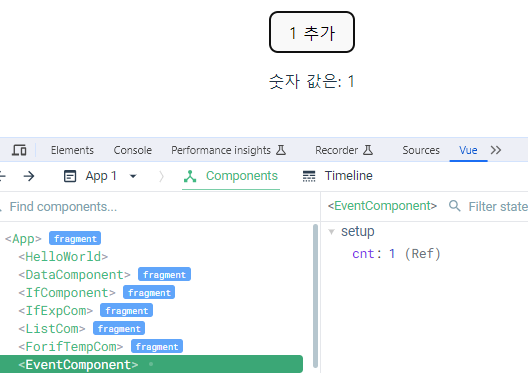 1 추가
숫자 값은: 1
Elements Console Performance insights Recorder Sources Vue
App 1 Components Timeline
Find components...
<EventComponent> Filter state
<App> fragment
<HelloWorld>
<DataComponent> fragment
<IfComponent> fragment
<IfExpCom> fragment
<ListCom> fragment
<ForifTempCom> fragment
<EventComponent>
setup
cnt: 1 (Ref)